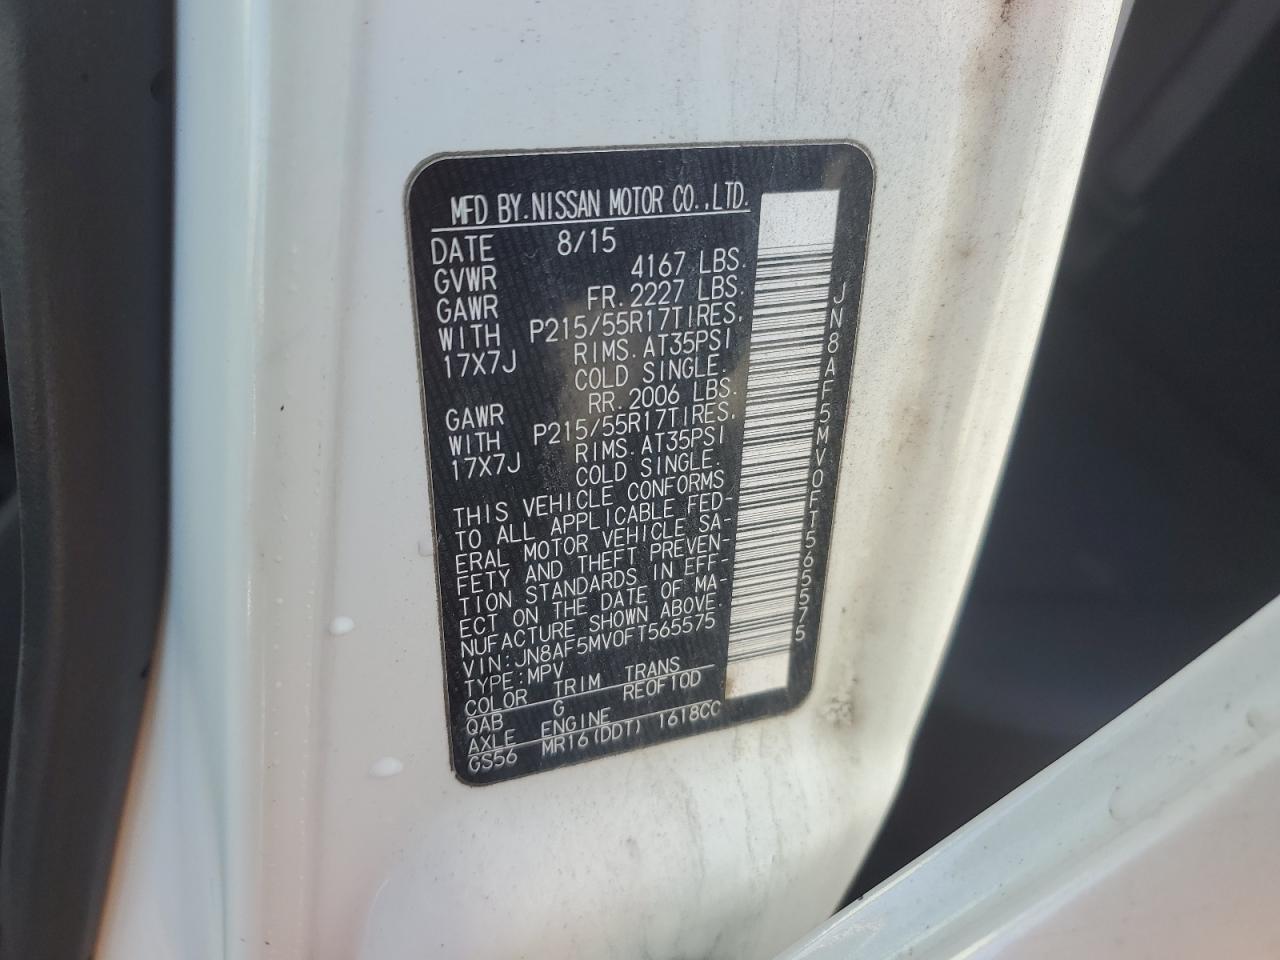 MFD BY. NISSAN MOTOR CO.,LTD.
DATE 8/15
GVWR 4167 LBS.
GAWR FR. 2227 LBS.
WITH P215/55R17TIRES.
17X7J RIMS. AT35PSI
COLD SINGLE.
GAWR RR. 2006 LBS.
WITH P215/55R17TIRES.
17X7J RIMS. AT35PSI
COLD SINGLE.
THIS VEHICLE CONFORMS
TO ALL APPLICABLE FED-
ERAL MOTOR VEHICLE SA-
FETY AND THEFT PREVEN-
TION STANDARDS IN EFF-
ECT ON THE DATE OF MA-
NUFACTURE SHOWN ABOVE.
VIN:JN8AF5MV0FT565575
TYPE:MPV
COLOR TRIM TRANS
QAB G RE0F10D
AXLE ENGINE
GS56 MR16(DDT) 1618CC
JN8AF5MV0FT565575